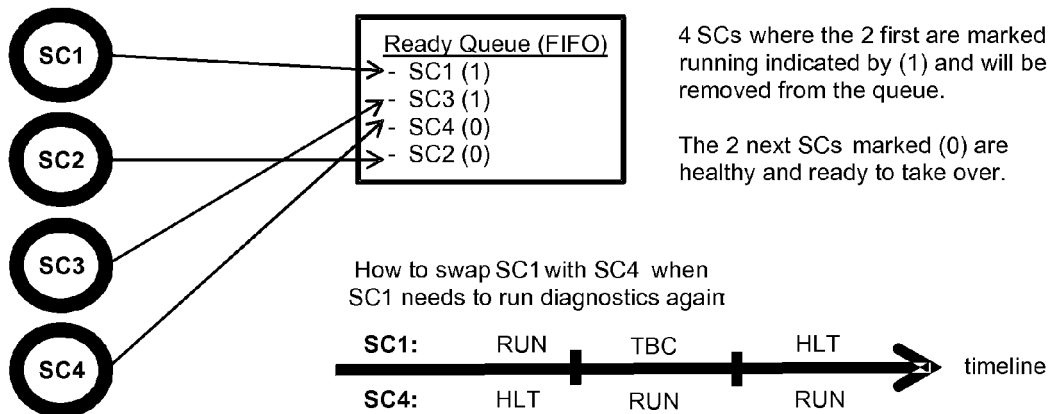 SC1
SC2
SC3
SC4
Ready Queue (FIFO)
- SC1 (1)
- SC3 (1)
- SC4 (0)
- SC2 (0)
4 SCs where the 2 first are marked
running indicated by (1) and will be
removed from the queue.
The 2 next SCs marked (0) are
healthy and ready to take over.
How to swap SC1 with SC4 when
SC1 needs to run diagnostics again
SC1: RUN TBC HLT
timeline
SC4: HLT RUN RUN